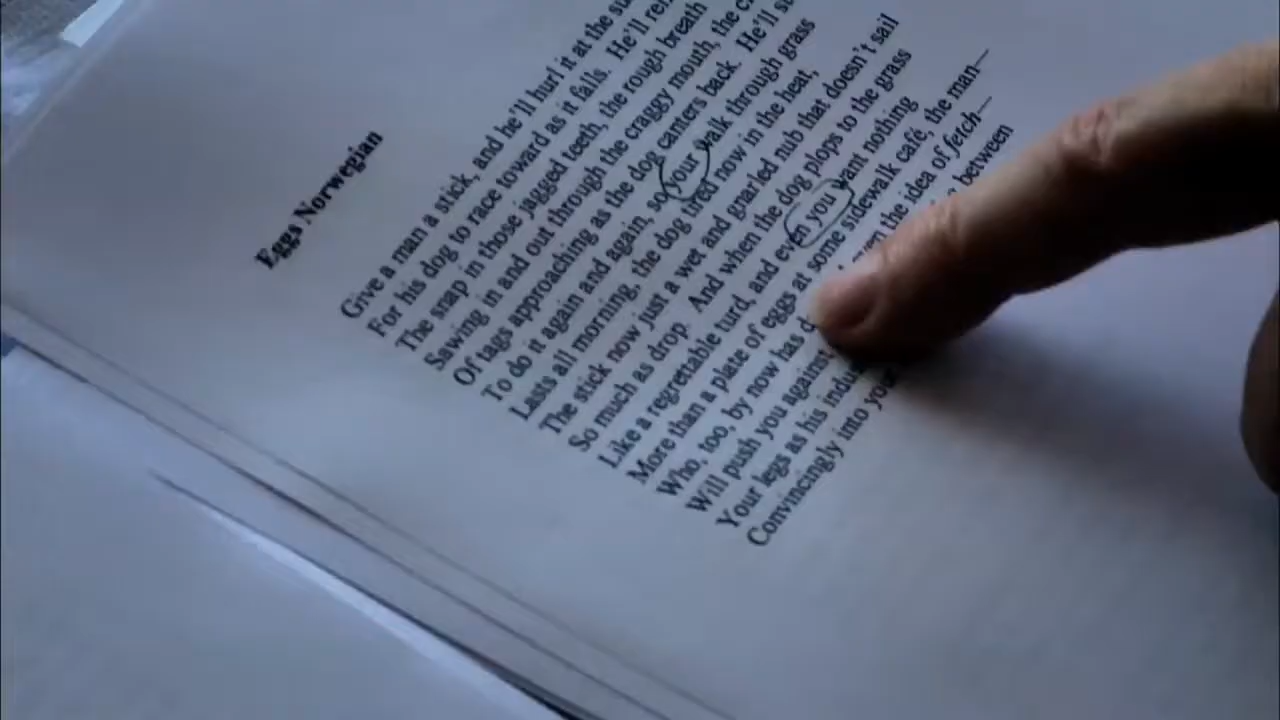 Eggs Norwegian
Give a man a stick, and he'll hurl it at the
For his dog to race toward as it falls. He'll
The snap in those jagged teeth, the rough breath
Sawing in and out through the craggy mouth, the
Of tags approaching as the dog canters back. He'll
To do it again and again, so your walk through grass
Lasts all morning, the dog tired now in the heat,
The stick now just a wet and gnarled nub that doesn't sail
So much as drop. And when the dog plops to the grass
Like a regrettable turd, and even you want nothing
More than a plate of eggs at some sidewalk café, the man—
Who, too, by now has the idea of fetch—
Will push you against between
Your legs as his
Convincingly into